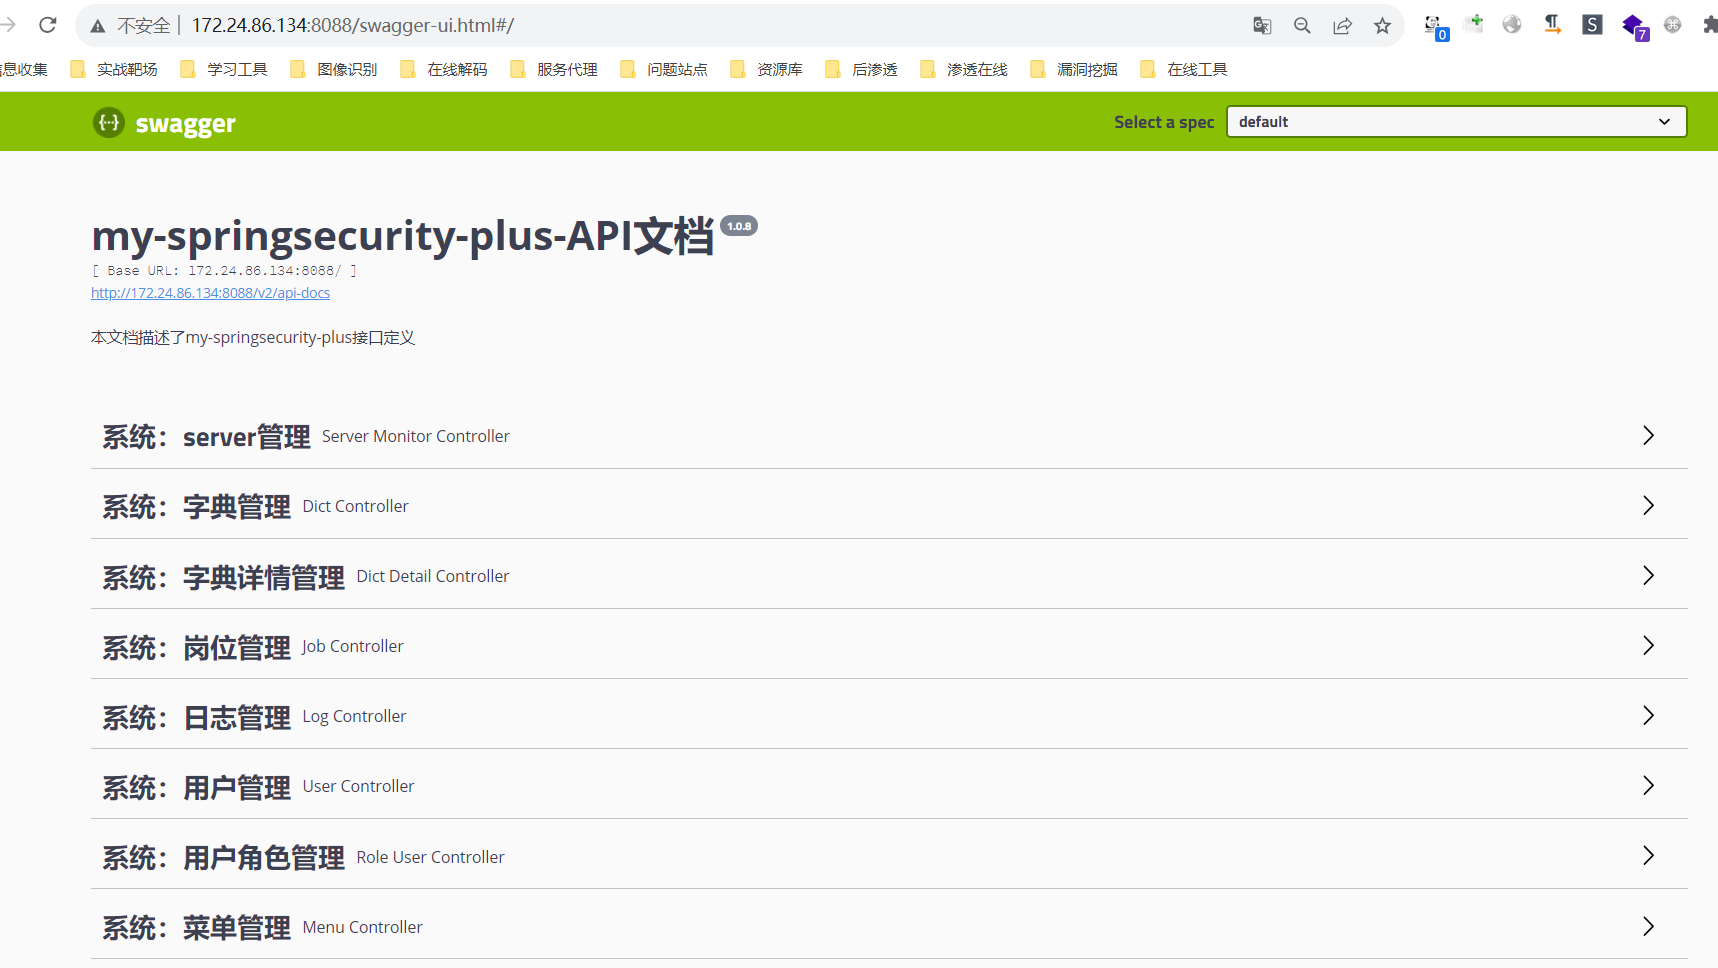 不安全 172.24.86.134:8088/swagger-ui.html#/
0
S
7
息收集 实战靶场 学习工具 图像识别 在线解码 服务代理 问题站点 资源库 后渗透 渗透在线 漏洞挖掘 在线工具
{···} swagger Select a spec default
my-springsecurity-plus-API文档 1.0.8
[ Base URL: 172.24.86.134:8088/ ]
http://172.24.86.134:8088/v2/api-docs
本文档描述了my-springsecurity-plus接口定义
系统：server管理 Server Monitor Controller
系统：字典管理 Dict Controller
系统：字典详情管理 Dict Detail Controller
系统：岗位管理 Job Controller
系统：日志管理 Log Controller
系统：用户管理 User Controller
系统：用户角色管理 Role User Controller
系统：菜单管理 Menu Controller